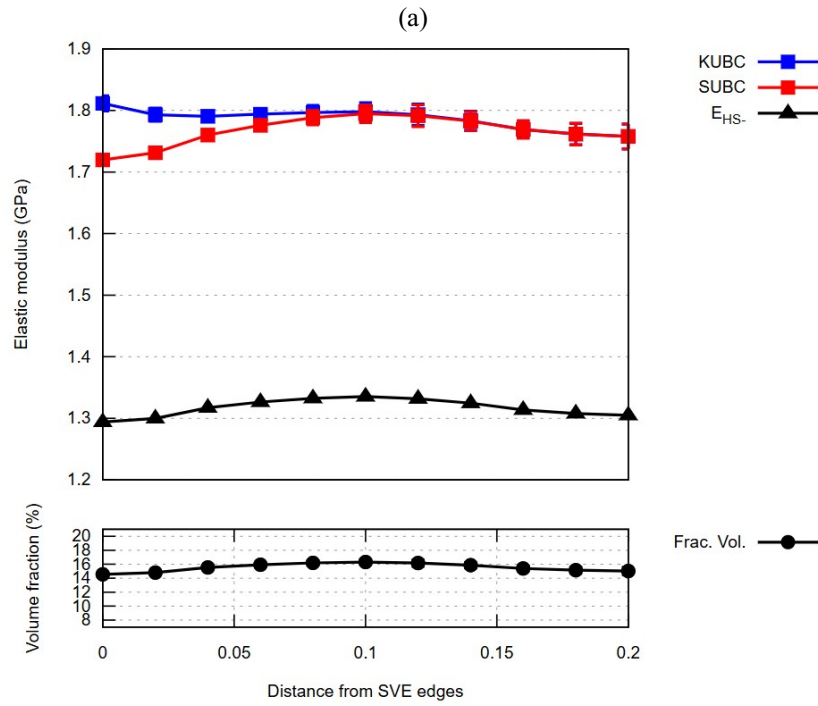 (a)
1.9
1.8
1.7
1.6
1.5
1.4
1.3
1.2
Elastic modulus (GPa)
KUBC
SUBC
E_HS-
20
18
16
14
12
10
8
Volume fraction (%)
Frac. Vol.
0 0.05 0.1 0.15 0.2
Distance from SVE edges